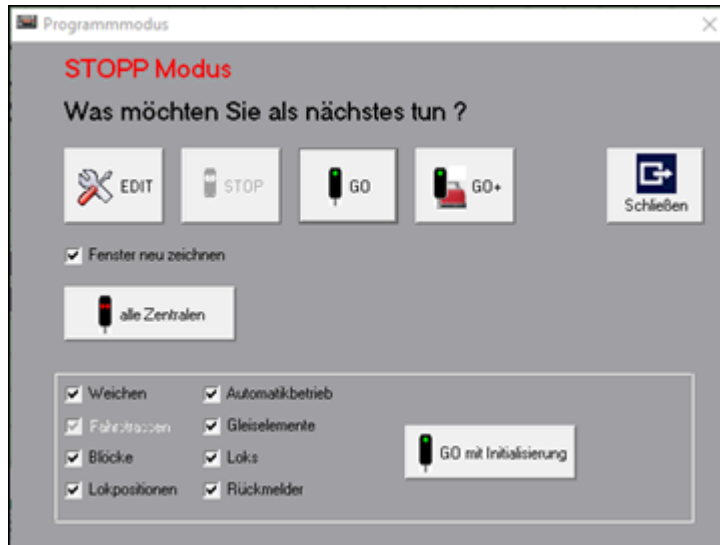 Programmmodus
STOPP Modus
Was möchten Sie als nächstes tun ?
EDIT
STOP
GO
GO+
Schließen
Fenster neu zeichnen
alle Zentralen
Weichen
Automatikbetrieb
Fahrstrassen
Gleiselemente
Blöcke
Loks
Lokpositionen
Rückmelder
GO mit Initialisierung